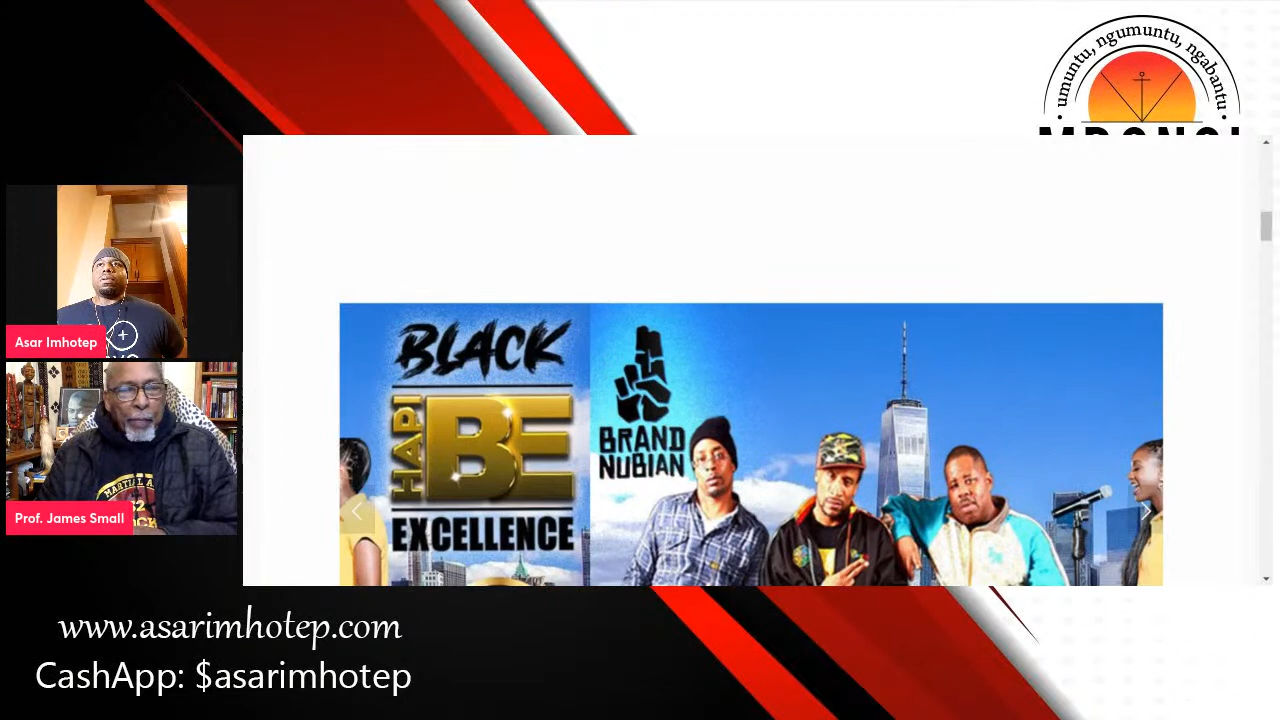 umuntu, ngumuntu, ngabantu
Asar Imhotep
Prof. James Small
MARTIAL
BLACK
HAPI
BE
EXCELLENCE
BRAND
NUBIAN
www.asarimhotep.com
CashApp: $asarimhotep